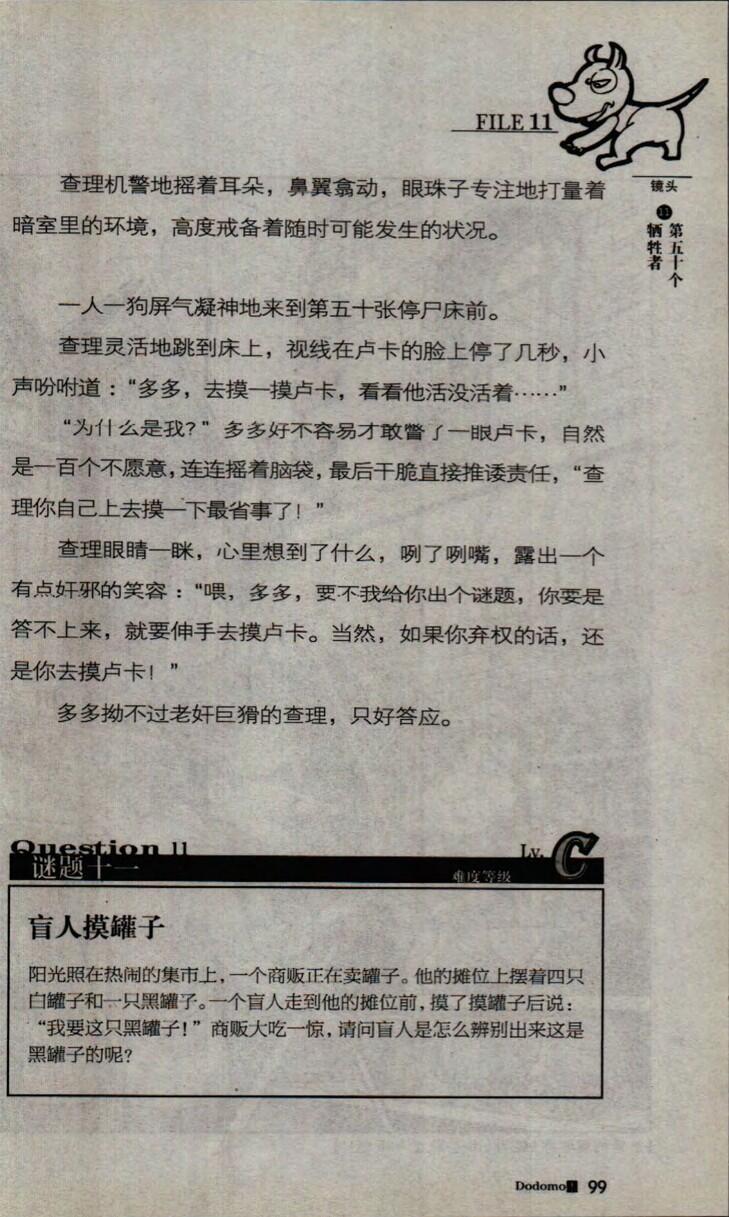 FILE 11
镜头
11
第五十个
牺牲者
查理机警地摇着耳朵，鼻翼翕动，眼珠子专注地打量着
暗室里的环境，高度戒备着随时可能发生的状况。
一人一狗屏气凝神地来到第五十张停尸床前。
查理灵活地跳到床上，视线在卢卡的脸上停了几秒，小
声吩咐道：“多多，去摸一摸卢卡，看看他活没活着……”
“为什么是我？”多多好不容易才敢瞥了一眼卢卡，自然
是一百个不愿意，连连摇着脑袋，最后干脆直接推诿责任，“查
理你自己上去摸一下最省事了！”
查理眼睛一眯，心里想到了什么，咧了咧嘴，露出一个
有点奸邪的笑容：“喂，多多，要不我给你出个谜题，你要是
答不上来，就要伸手去摸卢卡。当然，如果你弃权的话，还
是你去摸卢卡！”
多多拗不过老奸巨猾的查理，只好答应。
Question 11
Lv. C
谜题十一
难度等级
盲人摸罐子
阳光照在热闹的集市上，一个商贩正在卖罐子。他的摊位上摆着四只
白罐子和一只黑罐子。一个盲人走到他的摊位前，摸了摸罐子后说：
“我要这只黑罐子！”商贩大吃一惊，请问盲人是怎么辨别出来这是
黑罐子的呢？
Dodomo 99